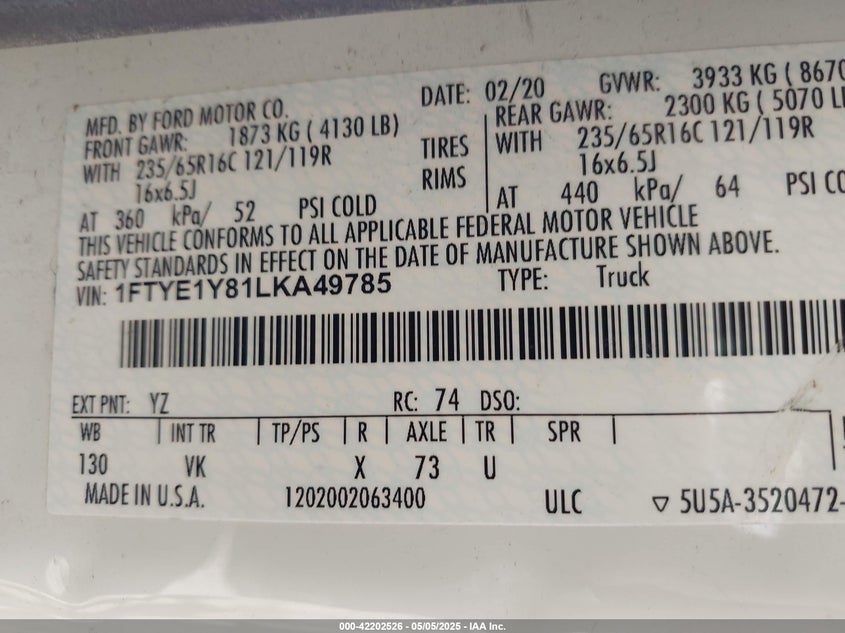 MFD. BY FORD MOTOR CO. DATE: 02/20 GVWR: 3933 KG ( 8670
FRONT GAWR: 1873 KG ( 4130 LB) REAR GAWR: 2300 KG ( 5070
WITH 235/65R16C 121/119R TIRES WITH 235/65R16C 121/119R
16x6.5J RIMS 16x6.5J
AT 360 kPa/ 52 PSI COLD AT 440 kPa/ 64 PSI
THIS VEHICLE CONFORMS TO ALL APPLICABLE FEDERAL MOTOR VEHICLE
SAFETY STANDARDS IN EFFECT ON THE DATE OF MANUFACTURE SHOWN ABOVE.
VIN: 1FTYE1Y81LKA49785 TYPE: Truck
EXT PNT: YZ RC: 74 DSO:
WB | INT TR | TP/PS | R | AXLE | TR | SPR |
130 VK X 73 U
MADE IN U.S.A. 1202002063400 ULC ▽ 5U5A-3520472-
000-42202526 - 05/05/2025 - IAA Inc.